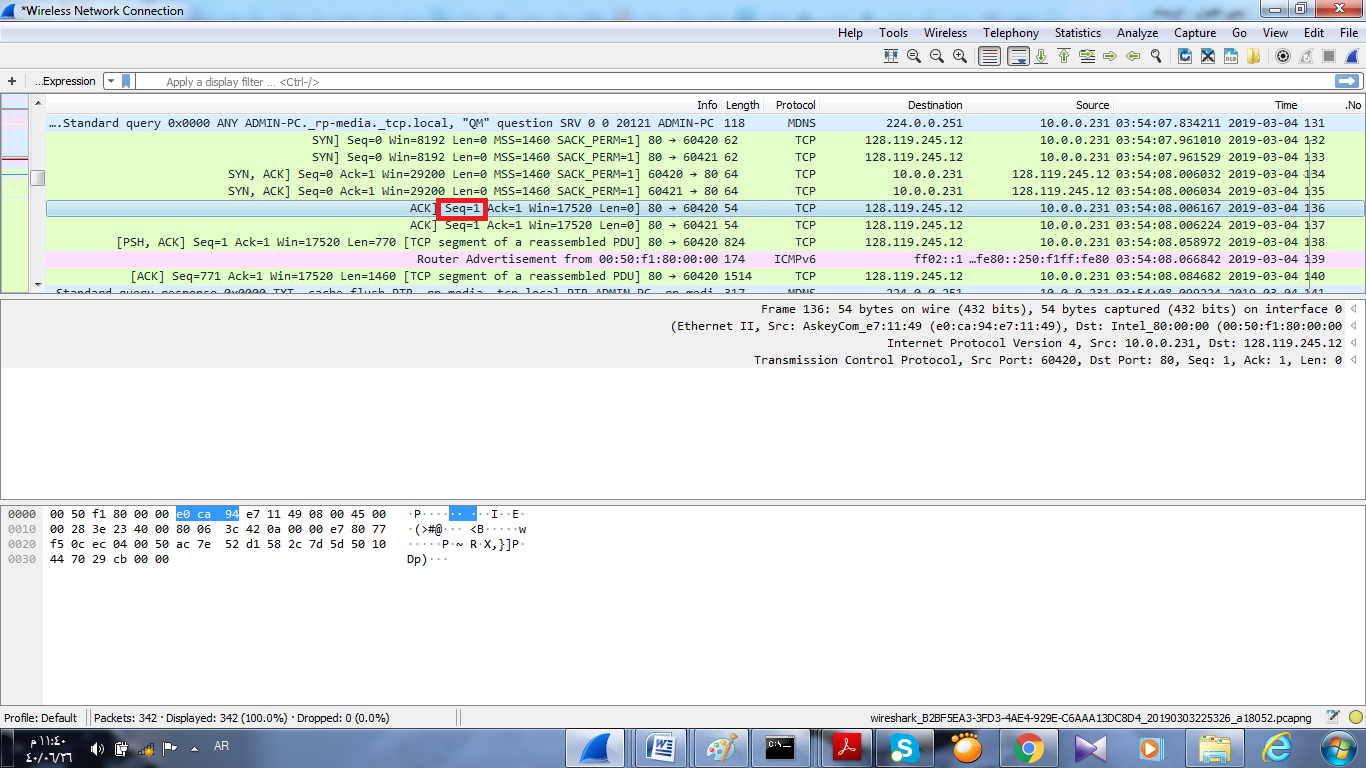 *Wireless Network Connection
Help Tools Wireless Telephony Statistics Analyze Capture Go View Edit File
+ …Expression Apply a display filter … <Ctrl-/>
Info Length Protocol Destination Source Time .No
…Standard query 0x0000 ANY ADMIN-PC._rp-media._tcp.local, "QM" question SRV 0 0 20121 ADMIN-PC 118 MDNS 224.0.0.251 10.0.0.231 03:54:07.834211 2019-03-04 131
SYN] Seq=0 Win=8192 Len=0 MSS=1460 SACK_PERM=1] 80 → 60420 62 TCP 128.119.245.12 10.0.0.231 03:54:07.961010 2019-03-04 132
SYN] Seq=0 Win=8192 Len=0 MSS=1460 SACK_PERM=1] 80 → 60421 62 TCP 128.119.245.12 10.0.0.231 03:54:07.961529 2019-03-04 133
SYN, ACK] Seq=0 Ack=1 Win=29200 Len=0 MSS=1460 SACK_PERM=1] 60420 → 80 64 TCP 10.0.0.231 128.119.245.12 03:54:08.006032 2019-03-04 134
SYN, ACK] Seq=0 Ack=1 Win=29200 Len=0 MSS=1460 SACK_PERM=1] 60421 → 80 64 TCP 10.0.0.231 128.119.245.12 03:54:08.006034 2019-03-04 135
ACK] Seq=1 Ack=1 Win=17520 Len=0] 80 → 60420 54 TCP 128.119.245.12 10.0.0.231 03:54:08.006167 2019-03-04 136
ACK] Seq=1 Ack=1 Win=17520 Len=0] 80 → 60421 54 TCP 128.119.245.12 10.0.0.231 03:54:08.006224 2019-03-04 137
[PSH, ACK] Seq=1 Ack=1 Win=17520 Len=770 [TCP segment of a reassembled PDU] 80 → 60420 824 TCP 128.119.245.12 10.0.0.231 03:54:08.058972 2019-03-04 138
Router Advertisement from 00:50:f1:80:00:00 174 ICMPv6 ff02::1 …fe80::250:f1ff:fe80 03:54:08.066842 2019-03-04 139
[ACK] Seq=771 Ack=1 Win=17520 Len=1460 [TCP segment of a reassembled PDU] 80 → 60420 1514 TCP 128.119.245.12 10.0.0.231 03:54:08.084682 2019-03-04 140
Frame 136: 54 bytes on wire (432 bits), 54 bytes captured (432 bits) on interface 0
(Ethernet II, Src: AskeyCom_e7:11:49 (e0:ca:94:e7:11:49), Dst: Intel_80:00:00 (00:50:f1:80:00:00
Internet Protocol Version 4, Src: 10.0.0.231, Dst: 128.119.245.12
Transmission Control Protocol, Src Port: 60420, Dst Port: 80, Seq: 1, Ack: 1, Len: 0
0000 00 50 f1 80 00 00 e0 ca 94 e7 11 49 08 00 45 00 ·P···· ·· ·  ··I··E·
0010 00 28 3e 23 40 00 80 06 3c 42 0a 00 00 e7 80 77 ·(>#@··· <B·····w
0020 f5 0c ec 04 00 50 ac 7e 52 d1 58 2c 7d 5d 50 10 ·····P·~ R·X,}]P·
0030 44 70 29 cb 00 00 Dp)···
Profile: Default Packets: 342 · Displayed: 342 (100.0%) · Dropped: 0 (0.0%) wireshark_B2BF5EA3-3FD3-4AE4-929E-C6AAA13DC8D4_20190303225326_a18052.pcapng
١١:٤٠ م
٤٠/٠٦/٢٦
AR